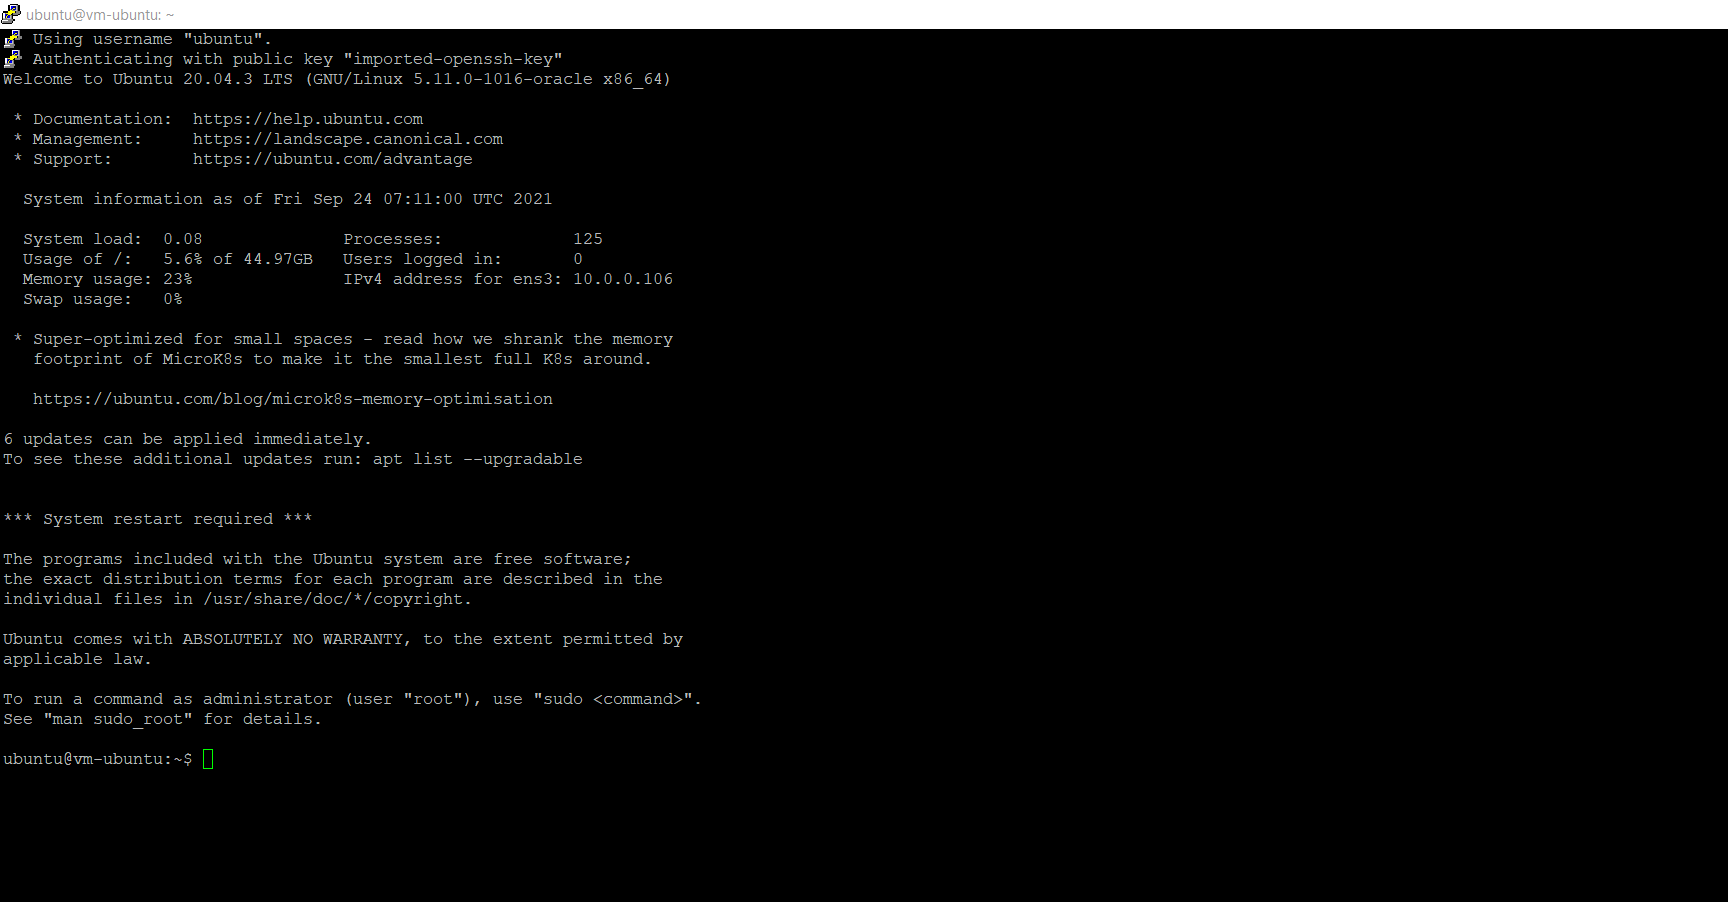 ubuntu@vm-ubuntu: ~
Using username "ubuntu".
Authenticating with public key "imported-openssh-key"
Welcome to Ubuntu 20.04.3 LTS (GNU/Linux 5.11.0-1016-oracle x86_64)
* Documentation:  https://help.ubuntu.com
* Management:     https://landscape.canonical.com
* Support:        https://ubuntu.com/advantage
System information as of Fri Sep 24 07:11:00 UTC 2021
System load:  0.08              Processes:             125
Usage of /:   5.6% of 44.97GB   Users logged in:       0
Memory usage: 23%               IPv4 address for ens3: 10.0.0.106
Swap usage:   0%
* Super-optimized for small spaces - read how we shrank the memory
footprint of MicroK8s to make it the smallest full K8s around.
https://ubuntu.com/blog/microk8s-memory-optimisation
6 updates can be applied immediately.
To see these additional updates run: apt list --upgradable
*** System restart required ***
The programs included with the Ubuntu system are free software;
the exact distribution terms for each program are described in the
individual files in /usr/share/doc/*/copyright.
Ubuntu comes with ABSOLUTELY NO WARRANTY, to the extent permitted by
applicable law.
To run a command as administrator (user "root"), use "sudo <command>".
See "man sudo_root" for details.
ubuntu@vm-ubuntu:~$